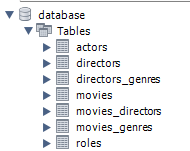 database
Tables
actors
directors
directors_genres
movies
movies_directors
movies_genres
roles